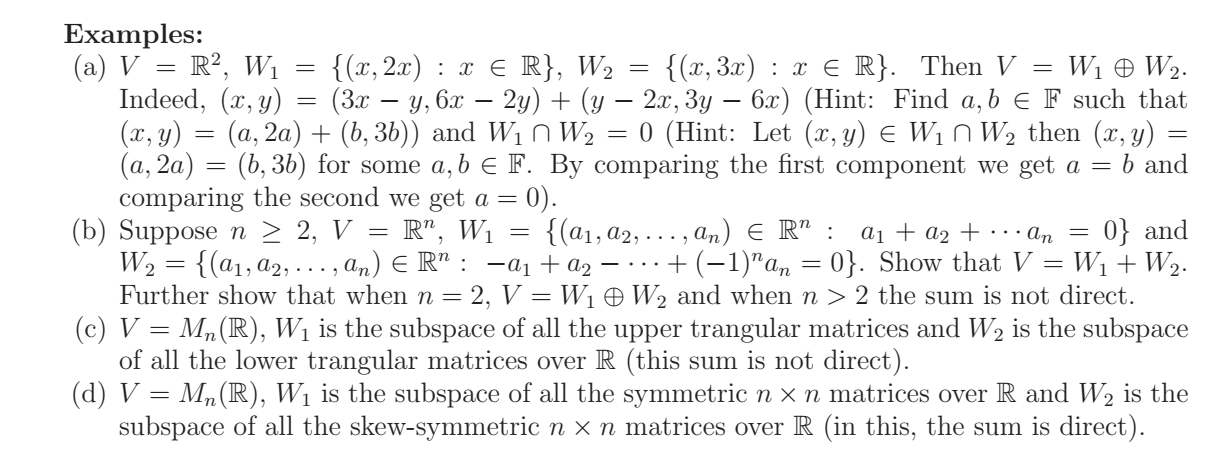 Examples:
(a) V = ℝ², W₁ = {(x, 2x) : x ∈ ℝ}, W₂ = {(x, 3x) : x ∈ ℝ}. Then V = W₁ ⊕ W₂.
Indeed, (x, y) = (3x − y, 6x − 2y) + (y − 2x, 3y − 6x) (Hint: Find a, b ∈ 𝔽 such that
(x, y) = (a, 2a) + (b, 3b)) and W₁ ∩ W₂ = 0 (Hint: Let (x, y) ∈ W₁ ∩ W₂ then (x, y) =
(a, 2a) = (b, 3b) for some a, b ∈ 𝔽. By comparing the first component we get a = b and
comparing the second we get a = 0).
(b) Suppose n ≥ 2, V = ℝⁿ, W₁ = {(a₁, a₂, . . . , aₙ) ∈ ℝⁿ : a₁ + a₂ + · · · aₙ = 0} and
W₂ = {(a₁, a₂, . . . , aₙ) ∈ ℝⁿ : −a₁ + a₂ − · · · + (−1)ⁿaₙ = 0}. Show that V = W₁ + W₂.
Further show that when n = 2, V = W₁ ⊕ W₂ and when n > 2 the sum is not direct.
(c) V = Mₙ(ℝ), W₁ is the subspace of all the upper trangular matrices and W₂ is the subspace
of all the lower trangular matrices over ℝ (this sum is not direct).
(d) V = Mₙ(ℝ), W₁ is the subspace of all the symmetric n × n matrices over ℝ and W₂ is the
subspace of all the skew-symmetric n × n matrices over ℝ (in this, the sum is direct).